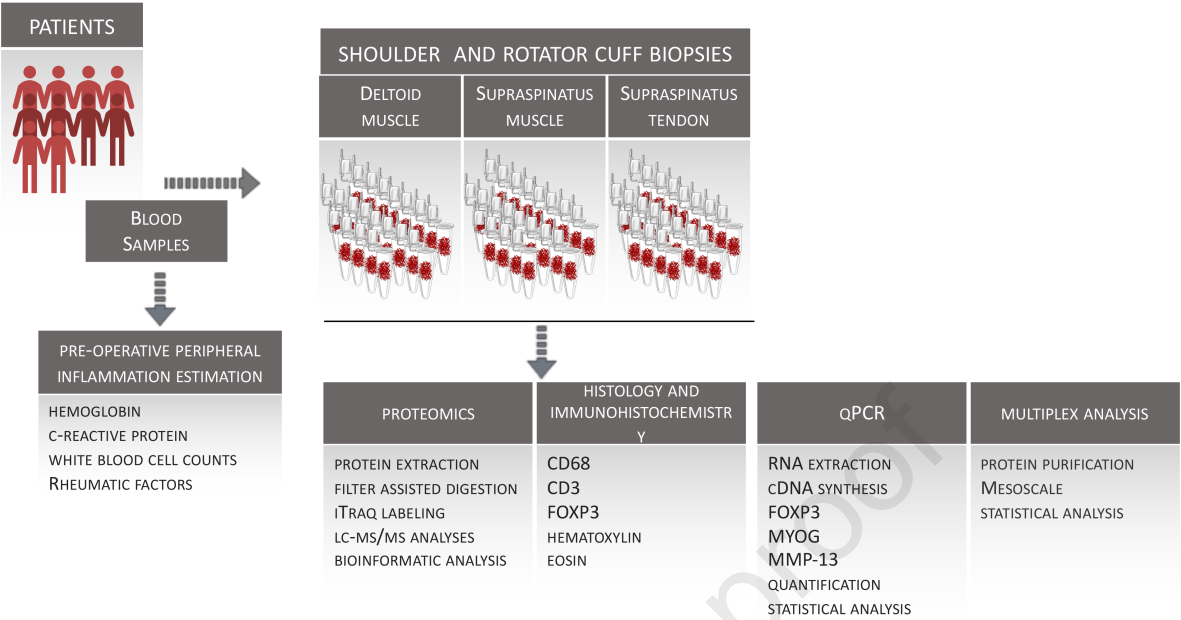 PATIENTS
BLOOD
SAMPLES
PRE-OPERATIVE PERIPHERAL
INFLAMMATION ESTIMATION
HEMOGLOBIN
C-REACTIVE PROTEIN
WHITE BLOOD CELL COUNTS
RHEUMATIC FACTORS
SHOULDER AND ROTATOR CUFF BIOPSIES
DELTOID
MUSCLE
SUPRASPINATUS
MUSCLE
SUPRASPINATUS
TENDON
PROTEOMICS
PROTEIN EXTRACTION
FILTER ASSISTED DIGESTION
ITRAQ LABELING
LC-MS/MS ANALYSES
BIOINFORMATIC ANALYSIS
HISTOLOGY AND
IMMUNOHISTOCHEMISTR
Y
CD68
CD3
FOXP3
HEMATOXYLIN
EOSIN
QPCR
RNA EXTRACTION
CDNA SYNTHESIS
FOXP3
MYOG
MMP-13
QUANTIFICATION
STATISTICAL ANALYSIS
MULTIPLEX ANALYSIS
PROTEIN PURIFICATION
MESOSCALE
STATISTICAL ANALYSIS
proof